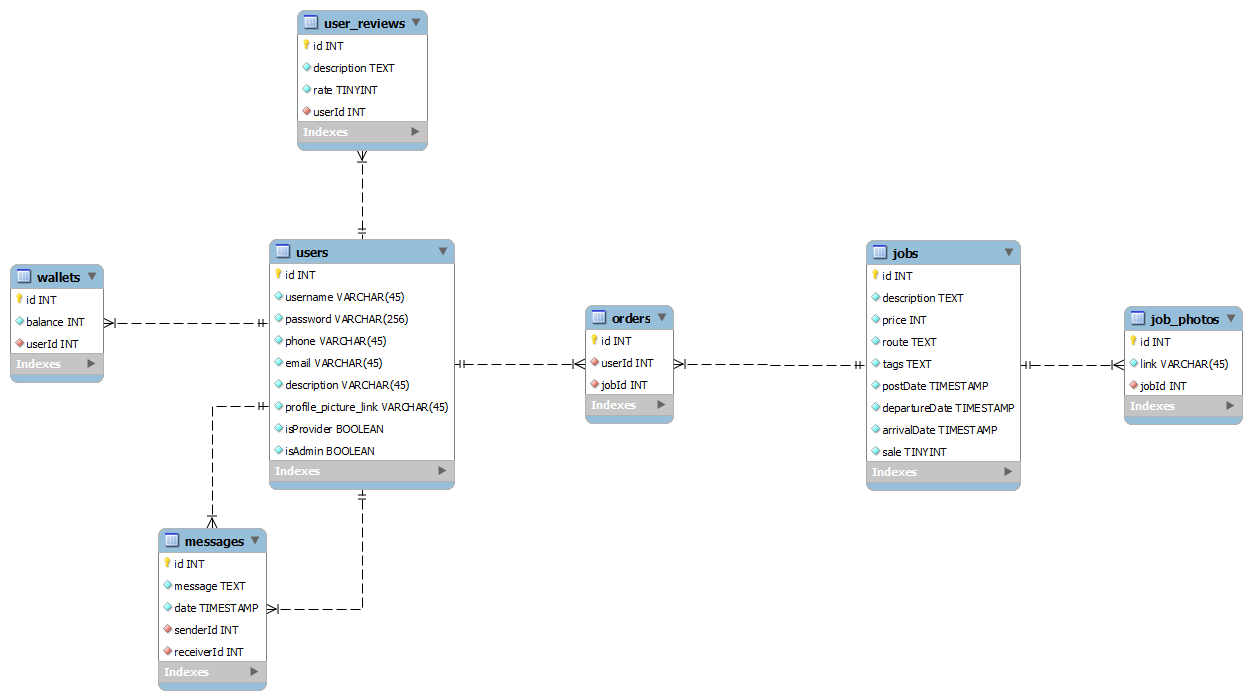 user_reviews
id INT
description TEXT
rate TINYINT
userId INT
Indexes
wallets
id INT
balance INT
userId INT
Indexes
users
id INT
username VARCHAR(45)
password VARCHAR(256)
phone VARCHAR(45)
email VARCHAR(45)
description VARCHAR(45)
profile_picture_link VARCHAR(45)
isProvider BOOLEAN
isAdmin BOOLEAN
Indexes
orders
id INT
userId INT
jobId INT
Indexes
jobs
id INT
description TEXT
price INT
route TEXT
tags TEXT
postDate TIMESTAMP
departureDate TIMESTAMP
arrivalDate TIMESTAMP
sale TINYINT
Indexes
job_photos
id INT
link VARCHAR(45)
jobId INT
Indexes
messages
id INT
message TEXT
date TIMESTAMP
senderId INT
receiverId INT
Indexes